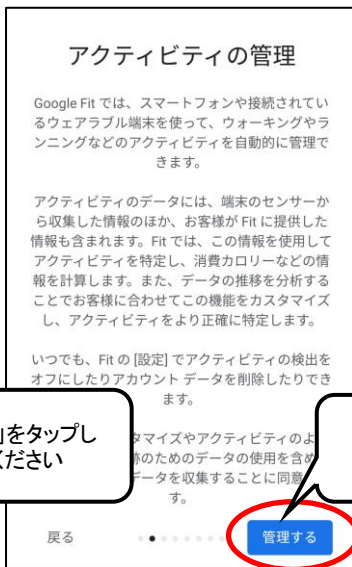 アクティビティの管理
Google Fit では、スマートフォンや接続されてい
るウェアラブル端末を使って、ウォーキングやラ
ンニングなどのアクティビティを自動的に管理で
きます。
アクティビティのデータには、端末のセンサーか
ら収集した情報のほか、お客様が Fit に提供した
情報も含まれます。Fit では、この情報を使用して
アクティビティを特定し、消費カロリーなどの情
報を計算します。また、データの推移を分析する
ことでお客様に合わせてこの機能をカスタマイズ
し、アクティビティをより正確に特定します。
いつでも、Fit の [設定] でアクティビティの検出を
オフにしたりアカウント データを削除したりでき
ます。
」をタップし
ください
タマイズやアクティビティのよ
のためのデータの使用を含め
データを収集することに同意
す。
戻る
管理する